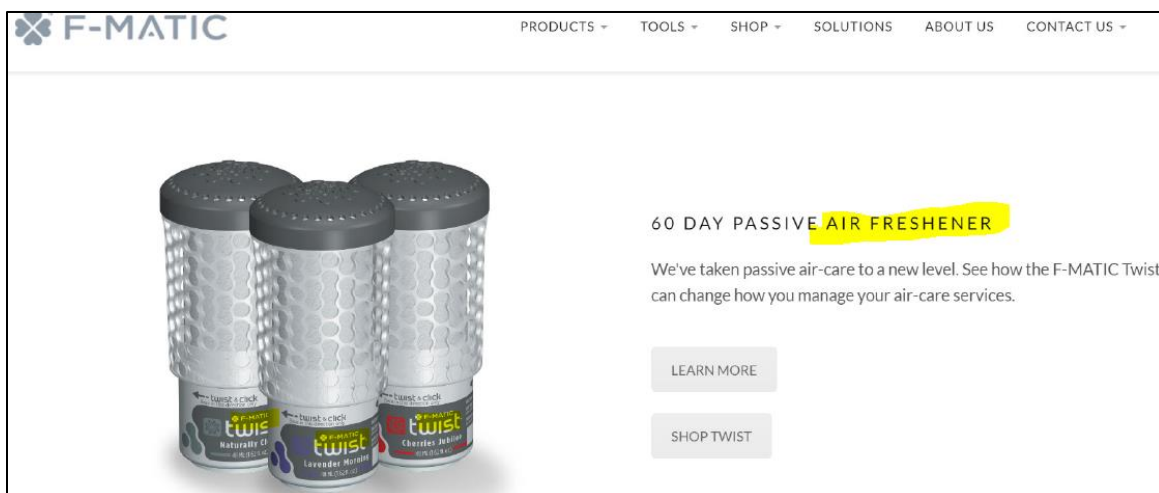 F-MATIC
PRODUCTS TOOLS SHOP SOLUTIONS ABOUT US CONTACT US
60 DAY PASSIVE AIR FRESHENER
We've taken passive air-care to a new level. See how the F-MATIC Twist
can change how you manage your air-care services.
LEARN MORE
SHOP TWIST
twist & click
F-MATIC
Naturally
twist & click
F-MATIC
twist
Lavender Morning
twist & click
F-MATIC
twist
Cherries Jubilee